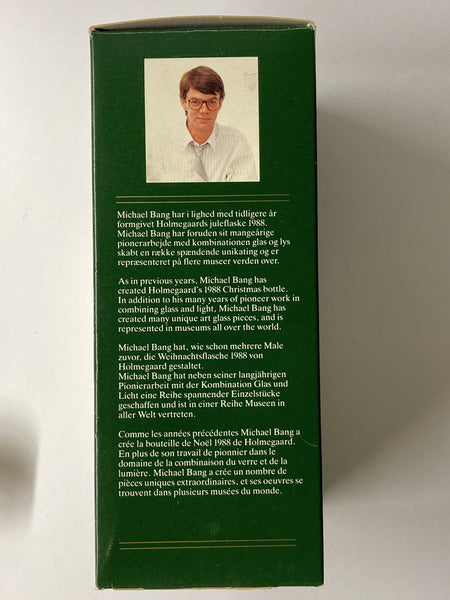 Michael Bang har i lighed med tidligere år
formgivet Holmegaards juleflaske 1988.
Michael Bang har foruden sit mangeårige
pionerarbejde med kombinationen glas og lys
skabt en række spændende unikating og er
repræsenteret på flere museer verden over.
As in previous years, Michael Bang has
created Holmegaard's 1988 Christmas bottle.
In addition to his many years of pioneer work in
combining glass and light, Michael Bang has
created many unique art glass pieces, and is
represented in museums all over the world.
Michael Bang hat, wie schon mehrere Male
zuvor, die Weihnachtsflasche 1988 von
Holmegaard gestaltet.
Michael Bang hat neben seiner langjährigen
Pionierarbeit mit der Kombination Glas und
Licht eine Reihe spannender Einzelstücke
geschaffen und ist in einer Reihe Museen in
aller Welt vertreten.
Comme les années précédentes Michael Bang a
crée la bouteille de Noël 1988 de Holmegaard.
En plus de son travail de pionnier dans le
domaine de la combinaison du verre et de la
lumière. Michael Bang a crée un nombre de
pièces uniques extraordinaires, et ses oeuvres se
trouvent dans plusieurs musées du monde.